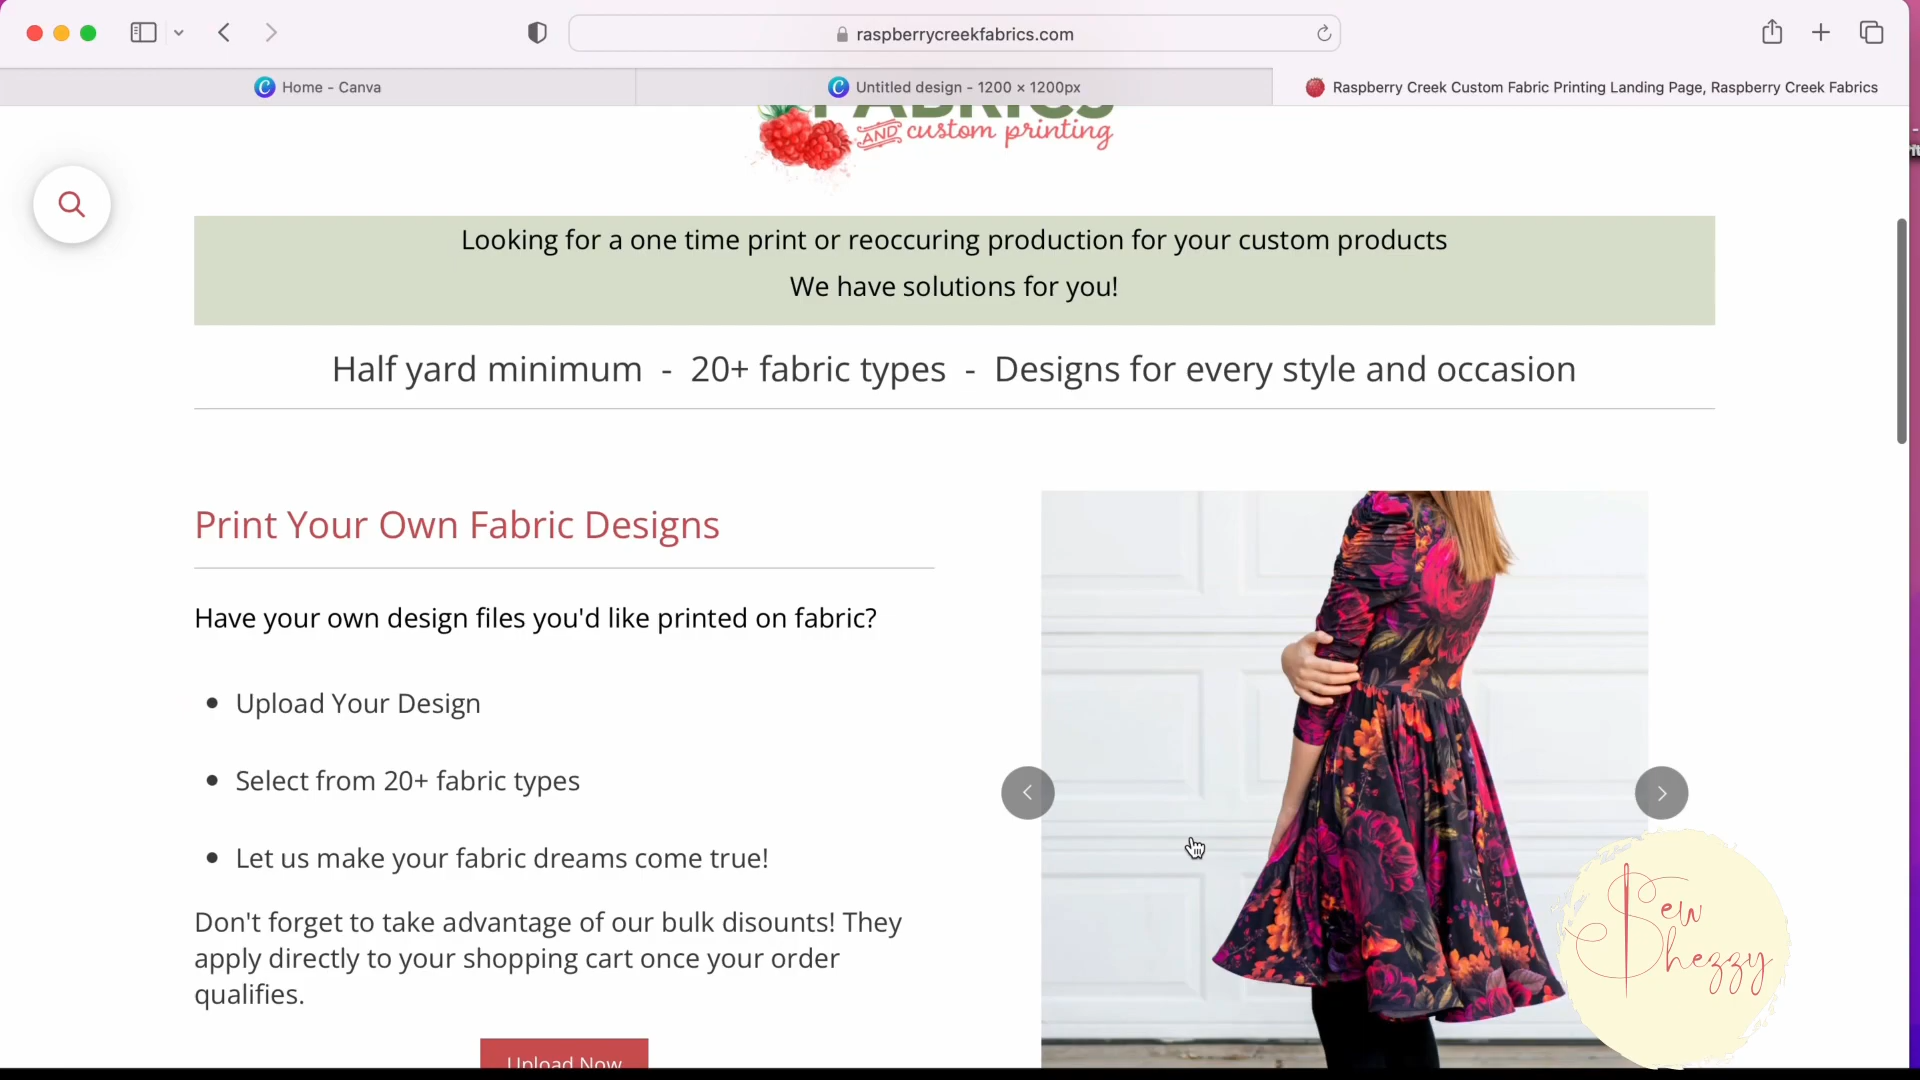 raspberrycreekfabrics.com
Home - Canva
Untitled design - 1200 × 1200px
Raspberry Creek Custom Fabric Printing Landing Page, Raspberry Creek Fabrics
FABRICS
AND custom printing
Looking for a one time print or reoccuring production for your custom products
We have solutions for you!
Half yard minimum - 20+ fabric types - Designs for every style and occasion
Print Your Own Fabric Designs
Have your own design files you'd like printed on fabric?
Upload Your Design
Select from 20+ fabric types
Let us make your fabric dreams come true!
Don't forget to take advantage of our bulk disounts! They
apply directly to your shopping cart once your order
qualifies.
Upload Now
Sew
Shezzy